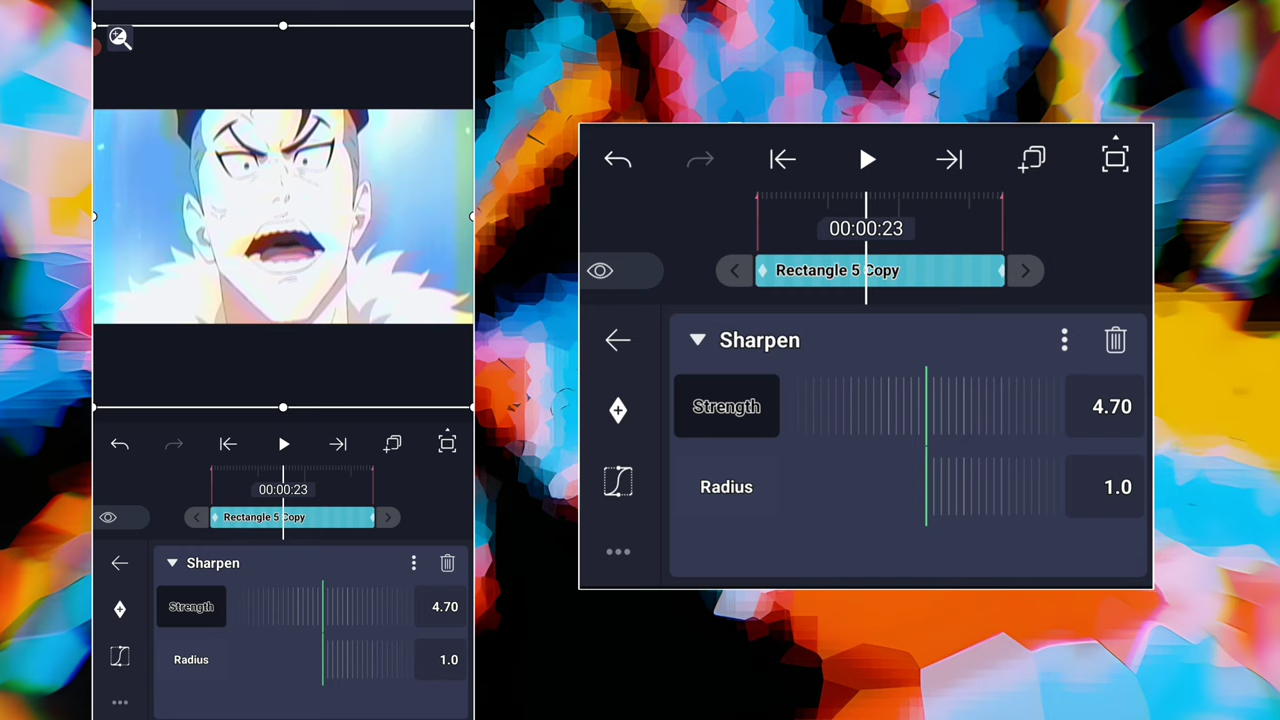 00:00:23
Rectangle 5 Copy
Sharpen
Strength
4.70
Radius
1.0
00:00:23
Rectangle 5 Copy
Sharpen
Strength
4.70
Radius
1.0